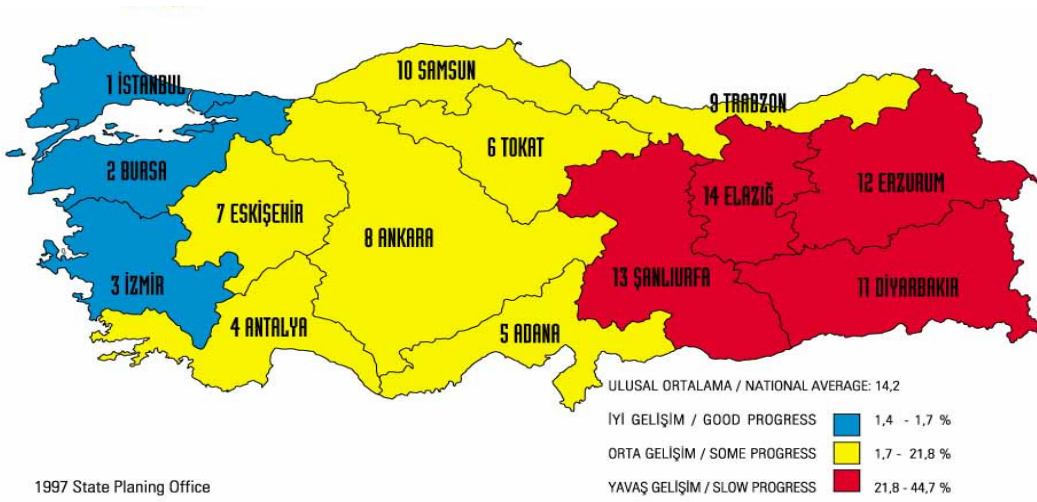 10 SAMSUN
1 İSTANBUL
9 TRABZON
6 TOKAT
2 BURSA
12 ERZURUM
14 ELAZIĞ
7 ESKİŞEHİR
8 ANKARA
13 ŞANLIURFA
3 İZMİR
11 DİYARBAKIR
4 ANTALYA
5 ADANA
ULUSAL ORTALAMA / NATIONAL AVERAGE: 14,2
İYİ GELİŞİM / GOOD PROGRESS 1,4 - 1,7 %
ORTA GELİŞİM / SOME PROGRESS 1,7 - 21,8 %
YAVAŞ GELİŞİM / SLOW PROGRESS 21,8 - 44,7 %
1997 State Planing Office